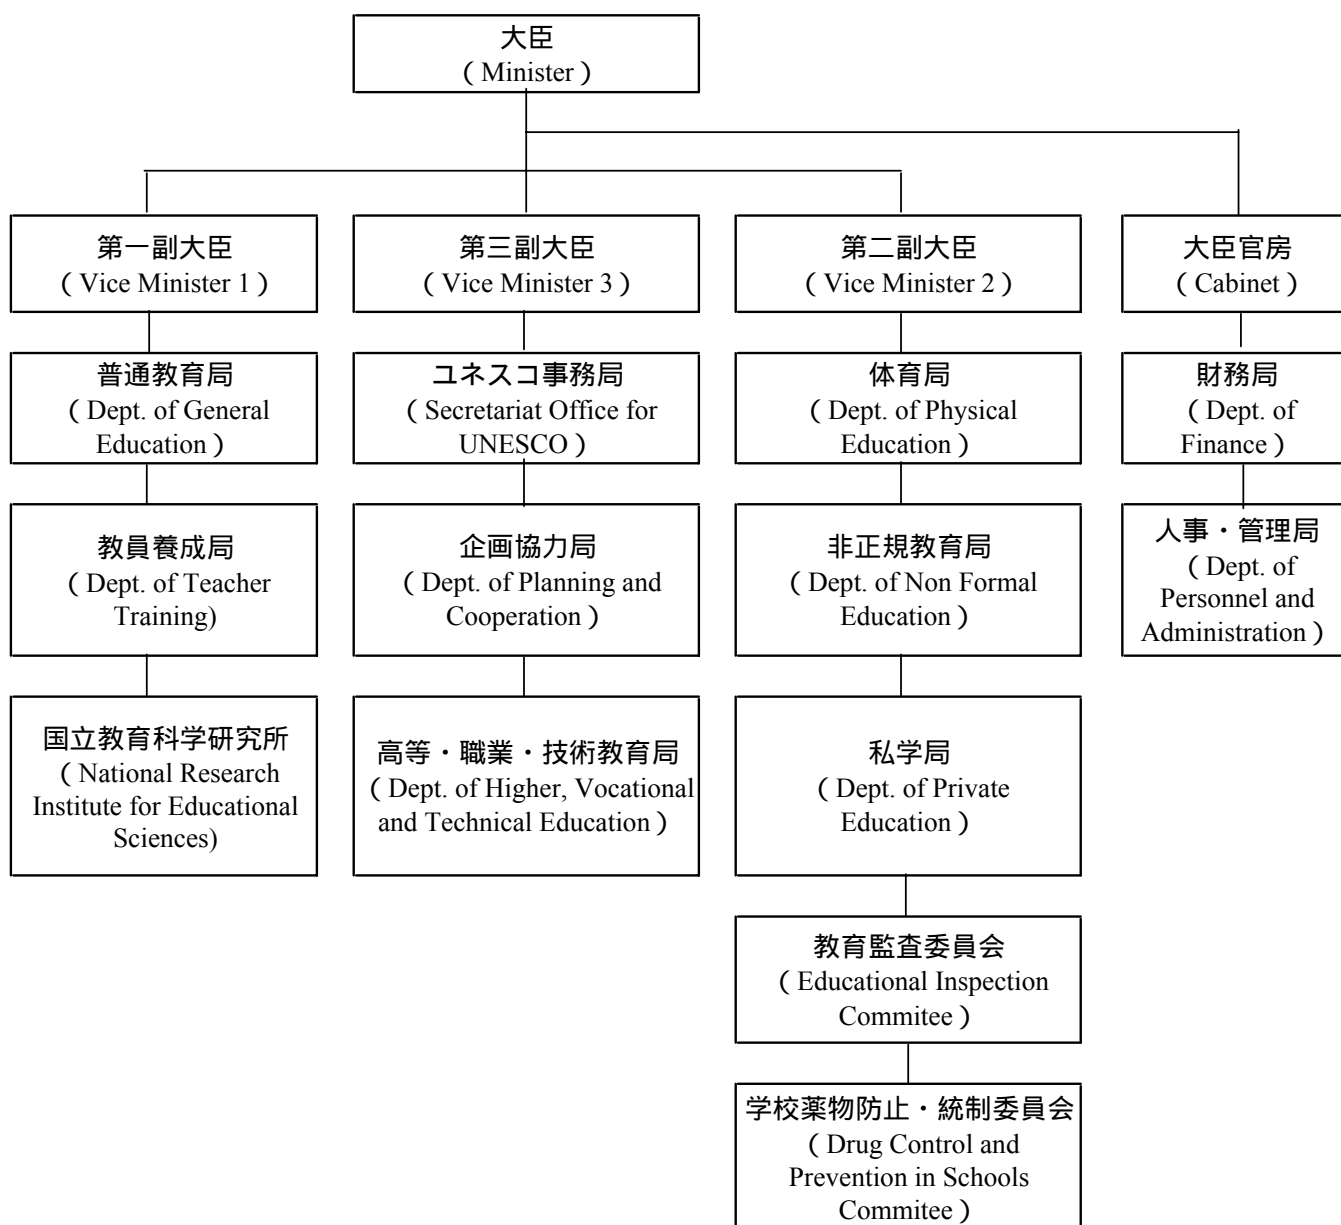 大臣
( Minister )
第一副大臣
( Vice Minister 1 )
第三副大臣
( Vice Minister 3 )
第二副大臣
( Vice Minister 2 )
大臣官房
( Cabinet )
普通教育局
( Dept. of General
Education )
ユネスコ事務局
( Secretariat Office for
UNESCO )
体育局
( Dept. of Physical
Education )
財務局
( Dept. of
Finance )
教員養成局
( Dept. of Teacher
Training)
企画協力局
( Dept. of Planning and
Cooperation )
非正規教育局
( Dept. of Non Formal
Education )
人事・管理局
( Dept. of
Personnel and
Administration )
国立教育科学研究所
( National Research
Institute for Educational
Sciences)
高等・職業・技術教育局
( Dept. of Higher, Vocational
and Technical Education )
私学局
( Dept. of Private
Education )
教育監査委員会
( Educational Inspection
Commitee )
学校薬物防止・統制委員会
( Drug Control and
Prevention in Schools
Commitee )